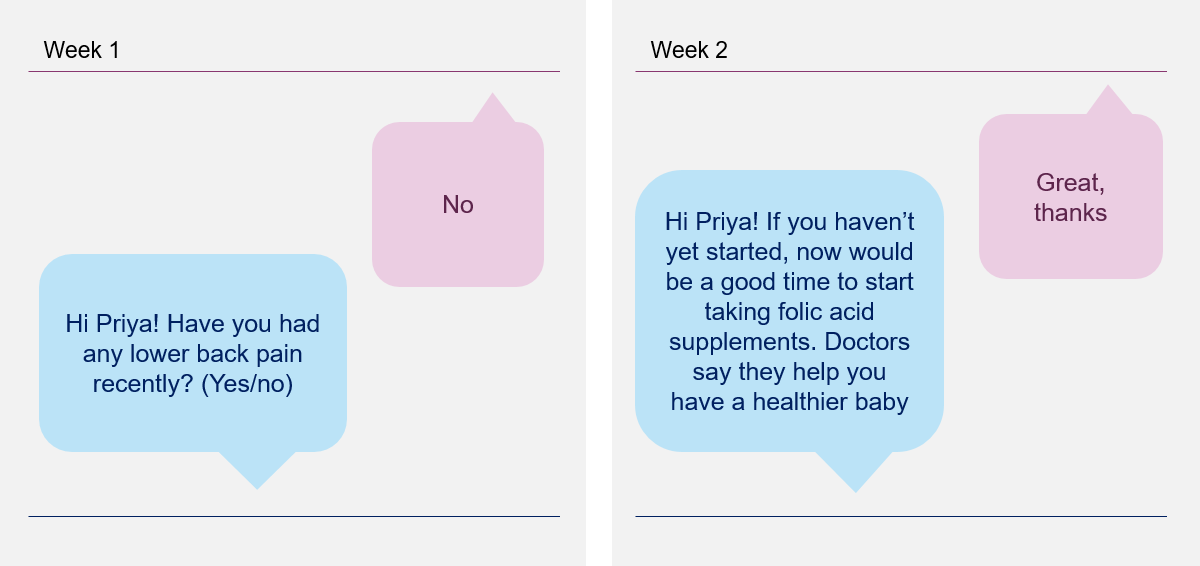 Week 1
No
Hi Priya! Have you had
any lower back pain
recently? (Yes/no)
Week 2
Great,
thanks
Hi Priya! If you haven’t
yet started, now would
be a good time to start
taking folic acid
supplements. Doctors
say they help you
have a healthier baby